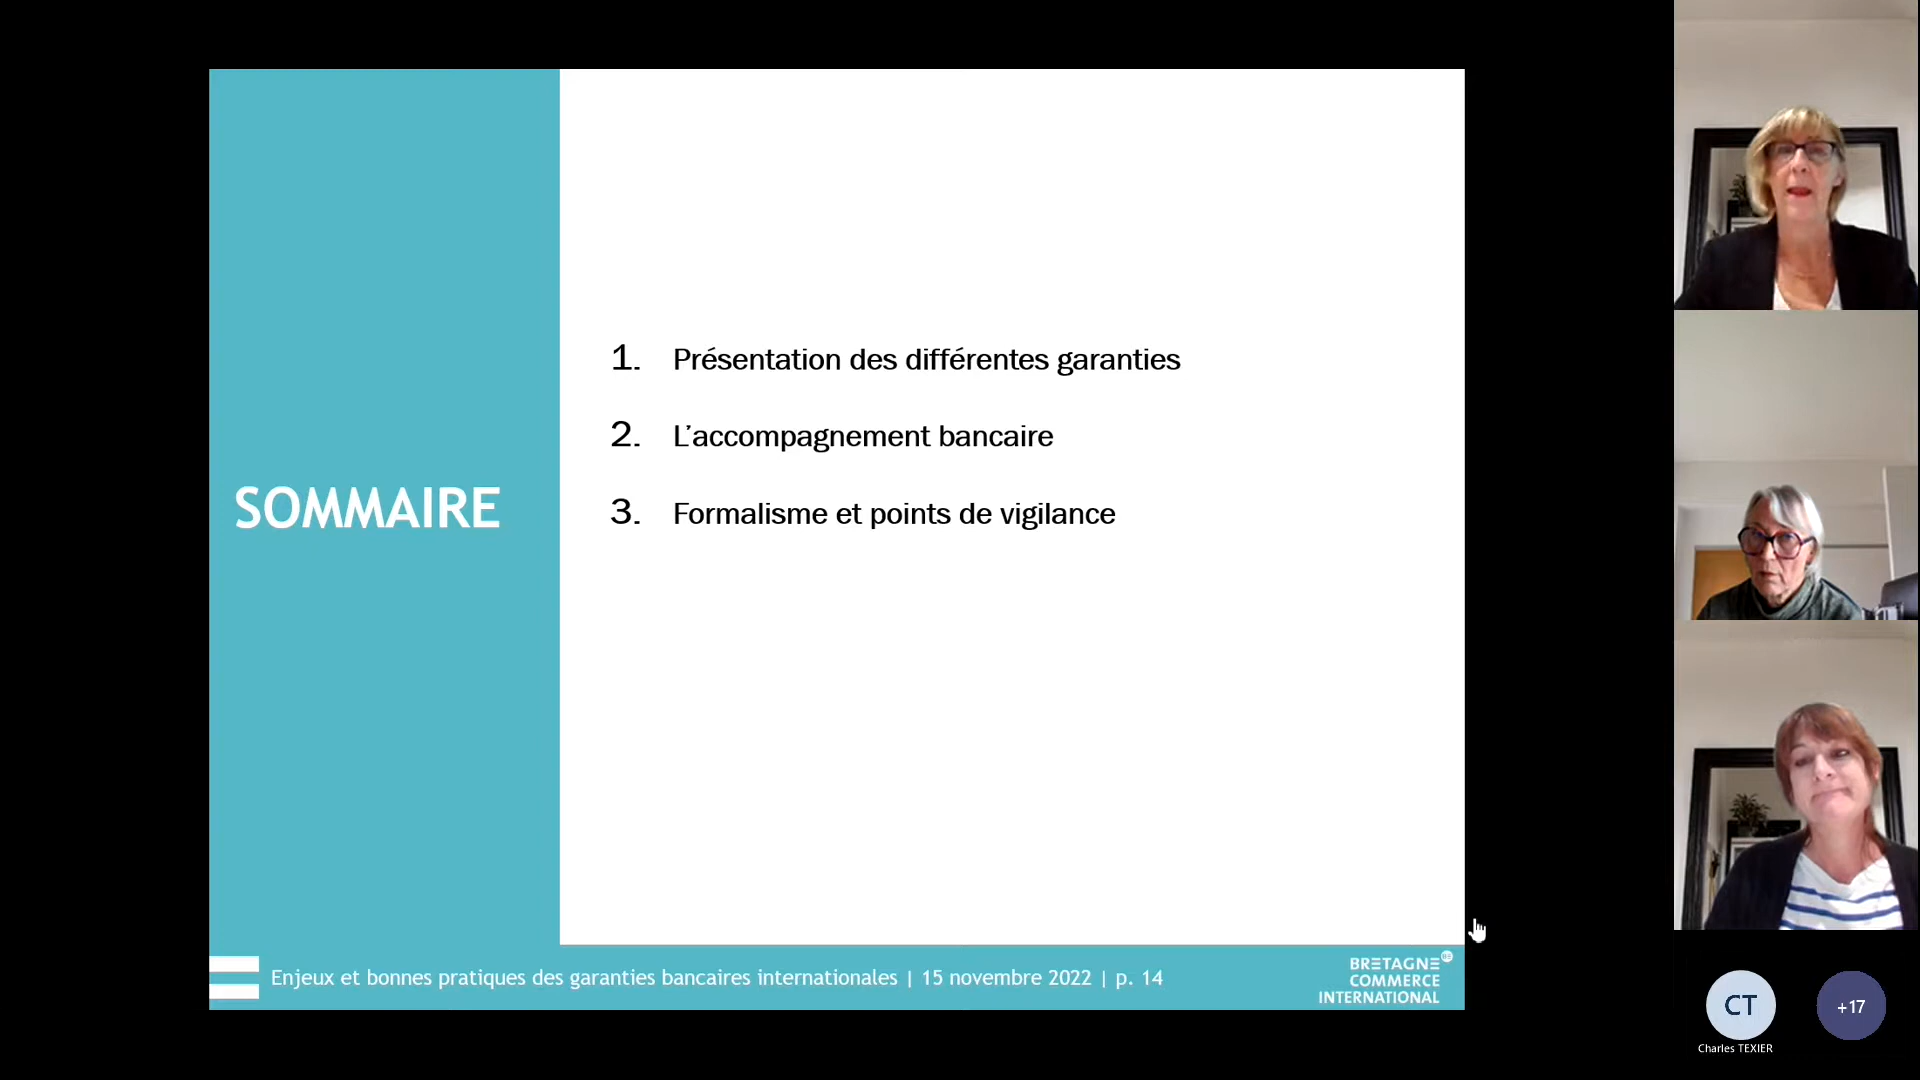 SOMMAIRE
1. Présentation des différentes garanties
2. L’accompagnement bancaire
3. Formalisme et points de vigilance
Enjeux et bonnes pratiques des garanties bancaires internationales | 15 novembre 2022 | p. 14
BRETAGNE
COMMERCE
INTERNATIONAL
CT
+17
Charles TEXIER